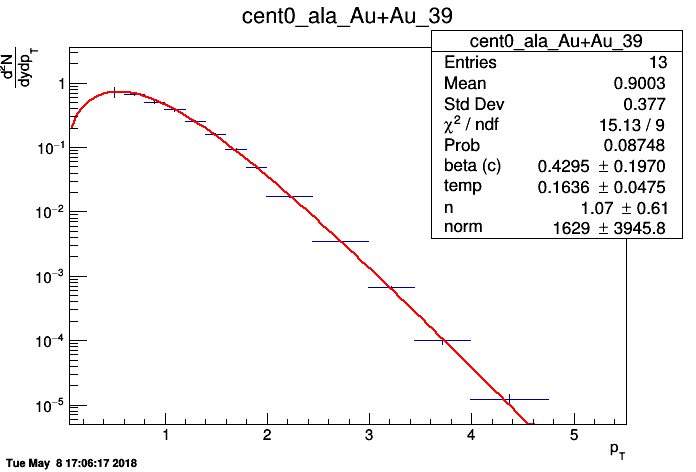 cent0_ala_Au+Au_39
d²N
dydp_T
cent0_ala_Au+Au_39
Entries 13
Mean 0.9003
Std Dev 0.377
χ² / ndf 15.13 / 9
Prob 0.08748
beta (c) 0.4295 ± 0.1970
temp 0.1636 ± 0.0475
n 1.07 ± 0.61
norm 1629 ± 3945.8
1
10⁻¹
10⁻²
10⁻³
10⁻⁴
10⁻⁵
1 2 3 4 5
p_T
Tue May 8 17:06:17 2018